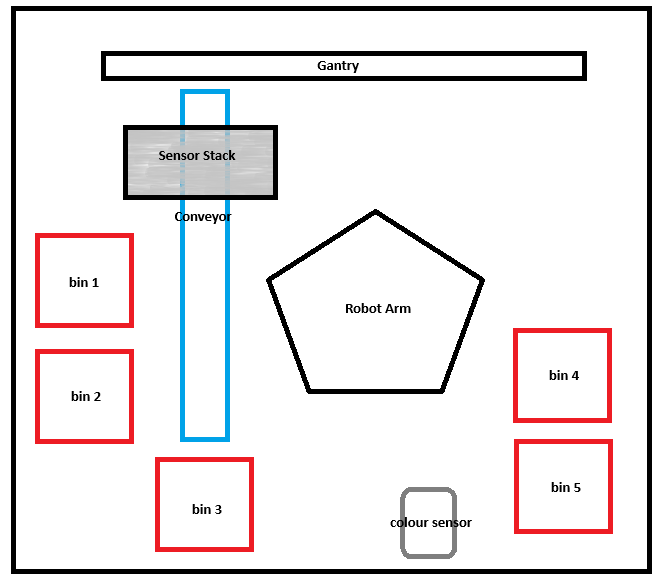 Gantry
Sensor Stack
Conveyor
bin 1
Robot Arm
bin 4
bin 2
bin 5
bin 3
colour sensor